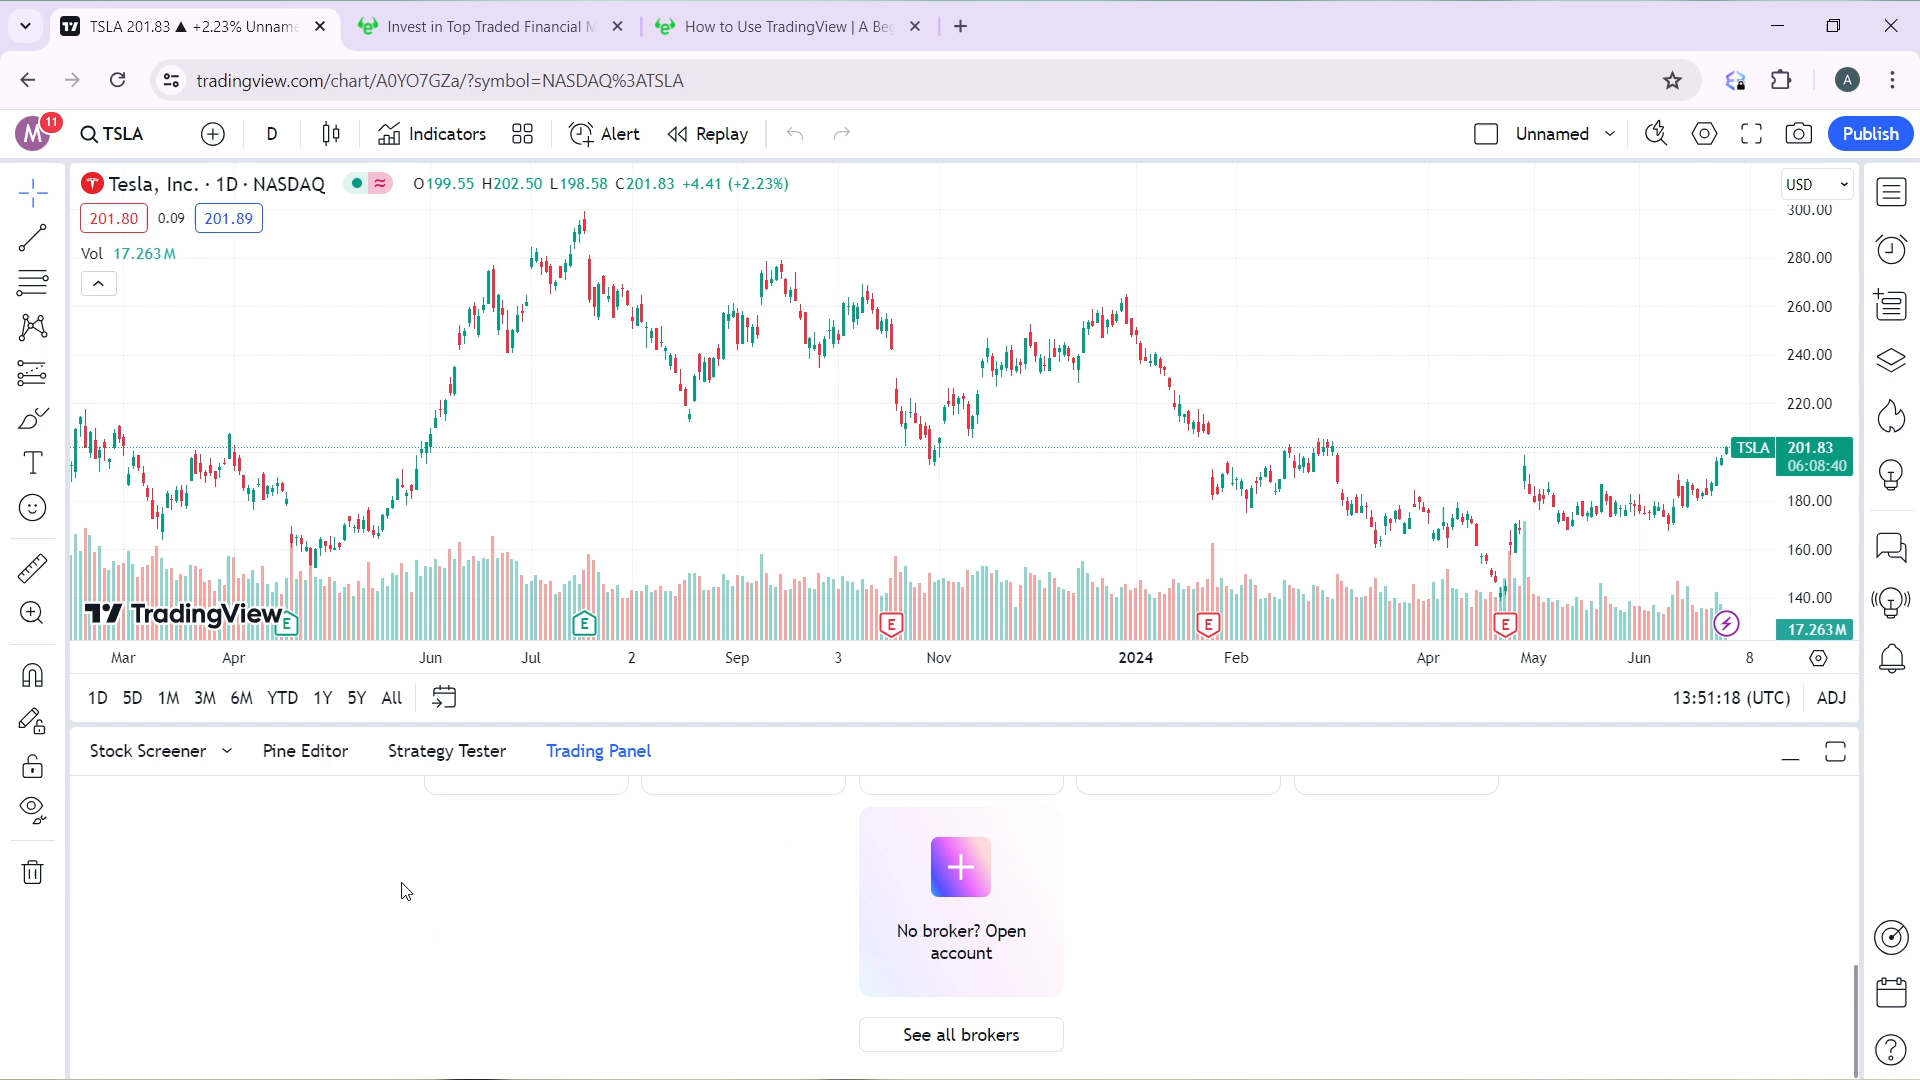 TSLA 201.83 ▲ +2.23% Unname
Invest in Top Traded Financial M
How to Use TradingView | A Beg
tradingview.com/chart/A0YO7GZa/?symbol=NASDAQ%3ATSLA
A
M
11
TSLA
D
Indicators
Alert
Replay
Unnamed
Publish
Tesla, Inc. · 1D · NASDAQ
O199.55 H202.50 L198.58 C201.83 +4.41 (+2.23%)
USD
201.80 0.09 201.89
Vol 17.263M
300.00
280.00
260.00
240.00
220.00
TSLA 201.83
06:08:40
180.00
160.00
140.00
17.263M
TradingView
E
E
E
E
E
Mar Apr Jun Jul 2 Sep 3 Nov 2024 Feb Apr May Jun 8
1D 5D 1M 3M 6M YTD 1Y 5Y All
13:51:18 (UTC) ADJ
Stock Screener Pine Editor Strategy Tester Trading Panel
No broker? Open
account
See all brokers